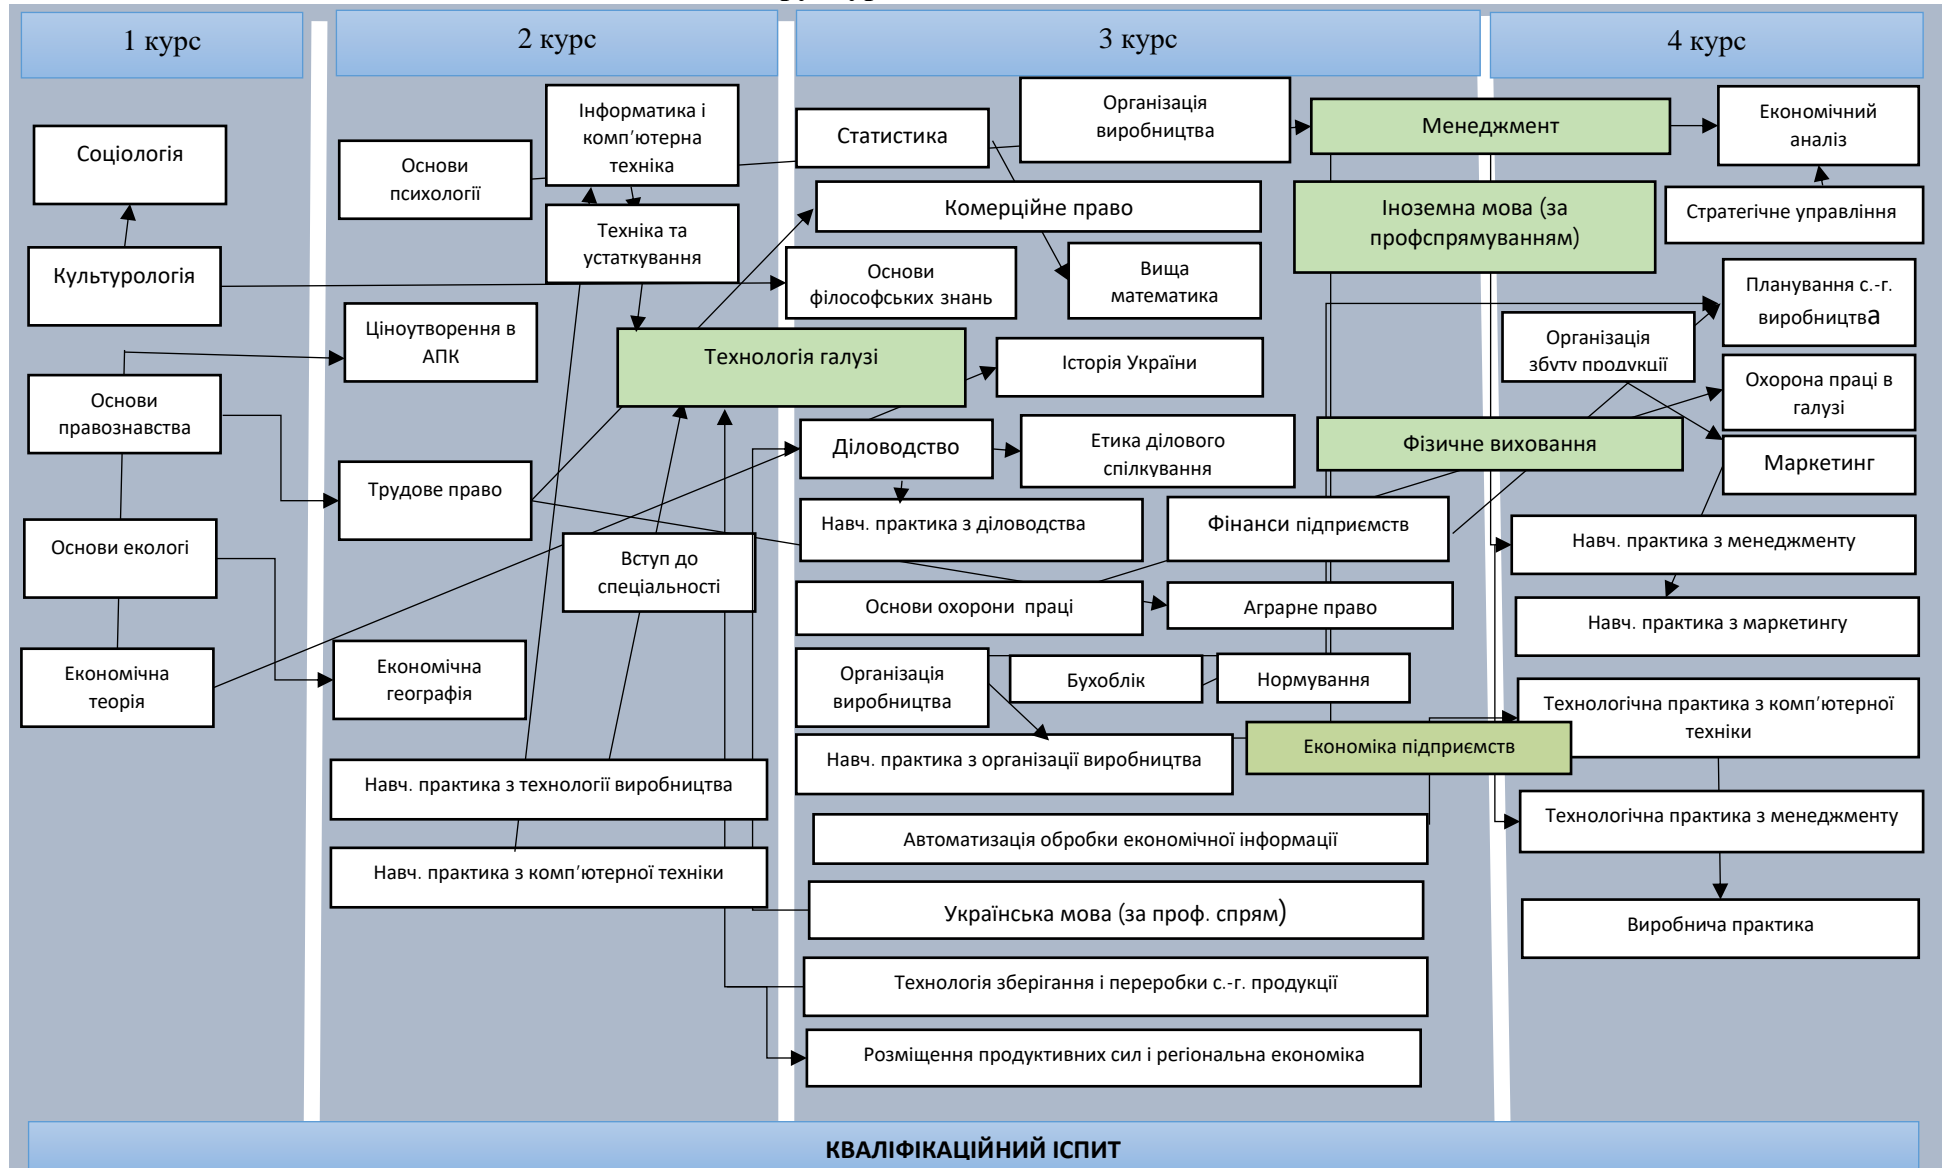 1 курс
2 курс
3 курс
4 курс
Соціологія
Культурологія
Основи
правознавства
Основи екологі
Економічна
теорія
Основи
психології
Інформатика і
комп’ютерна
техніка
Техніка та
устаткування
Ціноутворення в
АПК
Технологія галузі
Трудове право
Вступ до
спеціальності
Економічна
географія
Навч. практика з технології виробництва
Навч. практика з комп’ютерної техніки
Статистика
Організація
виробництва
Комерційне право
Основи
філософських знань
Вища
математика
Історія України
Діловодство
Етика ділового
спілкування
Навч. практика з діловодства
Фінанси підприємств
Основи охорони праці
Аграрне право
Організація
виробництва
Бухоблік
Нормування
Навч. практика з організації виробництва
Економіка підприємств
Автоматизація обробки економічної інформації
Українська мова (за проф. спрям)
Технологія зберігання і переробки с.-г. продукції
Розміщення продуктивних сил і регіональна економіка
Менеджмент
Іноземна мова (за
профспрямуванням)
Фізичне виховання
Економічний
аналіз
Стратегічне управління
Планування с.-г.
виробництва
Організація
збуту продукції
Охорона праці в
галузі
Маркетинг
Навч. практика з менеджменту
Навч. практика з маркетингу
Технологічна практика з комп’ютерної
техніки
Технологічна практика з менеджменту
Виробнича практика
КВАЛІФІКАЦІЙНИЙ ІСПИТ